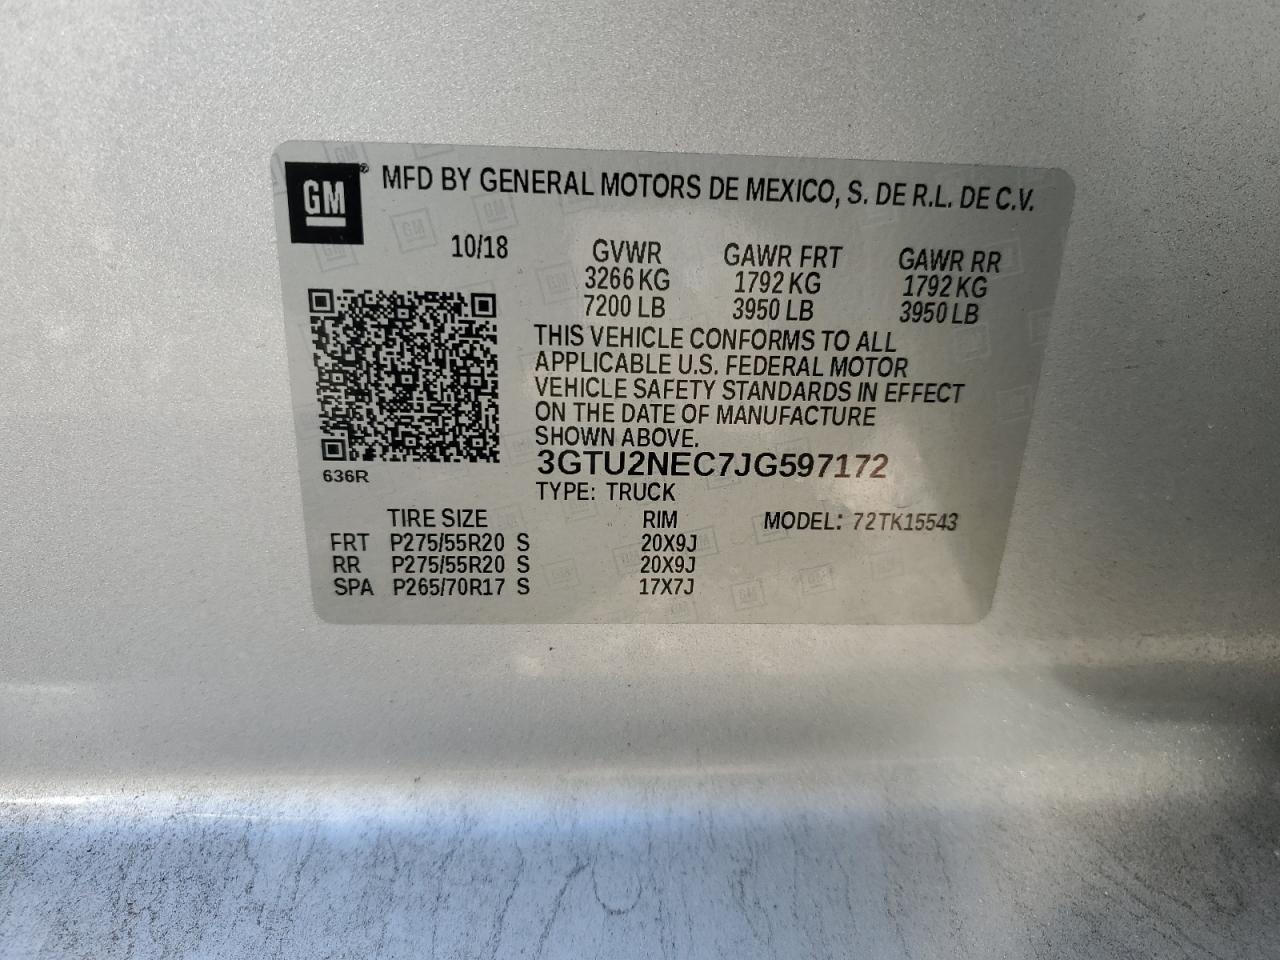 GM
MFD BY GENERAL MOTORS DE MEXICO, S. DE R.L. DE C.V.
10/18
GVWR GAWR FRT GAWR RR
3266 KG 1792 KG 1792 KG
7200 LB 3950 LB 3950 LB
THIS VEHICLE CONFORMS TO ALL
APPLICABLE U.S. FEDERAL MOTOR
VEHICLE SAFETY STANDARDS IN EFFECT
ON THE DATE OF MANUFACTURE
SHOWN ABOVE.
3GTU2NEC7JG597172
636R
TYPE: TRUCK
TIRE SIZE RIM MODEL: 72TK15543
FRT P275/55R20 S 20X9J
RR P275/55R20 S 20X9J
SPA P265/70R17 S 17X7J